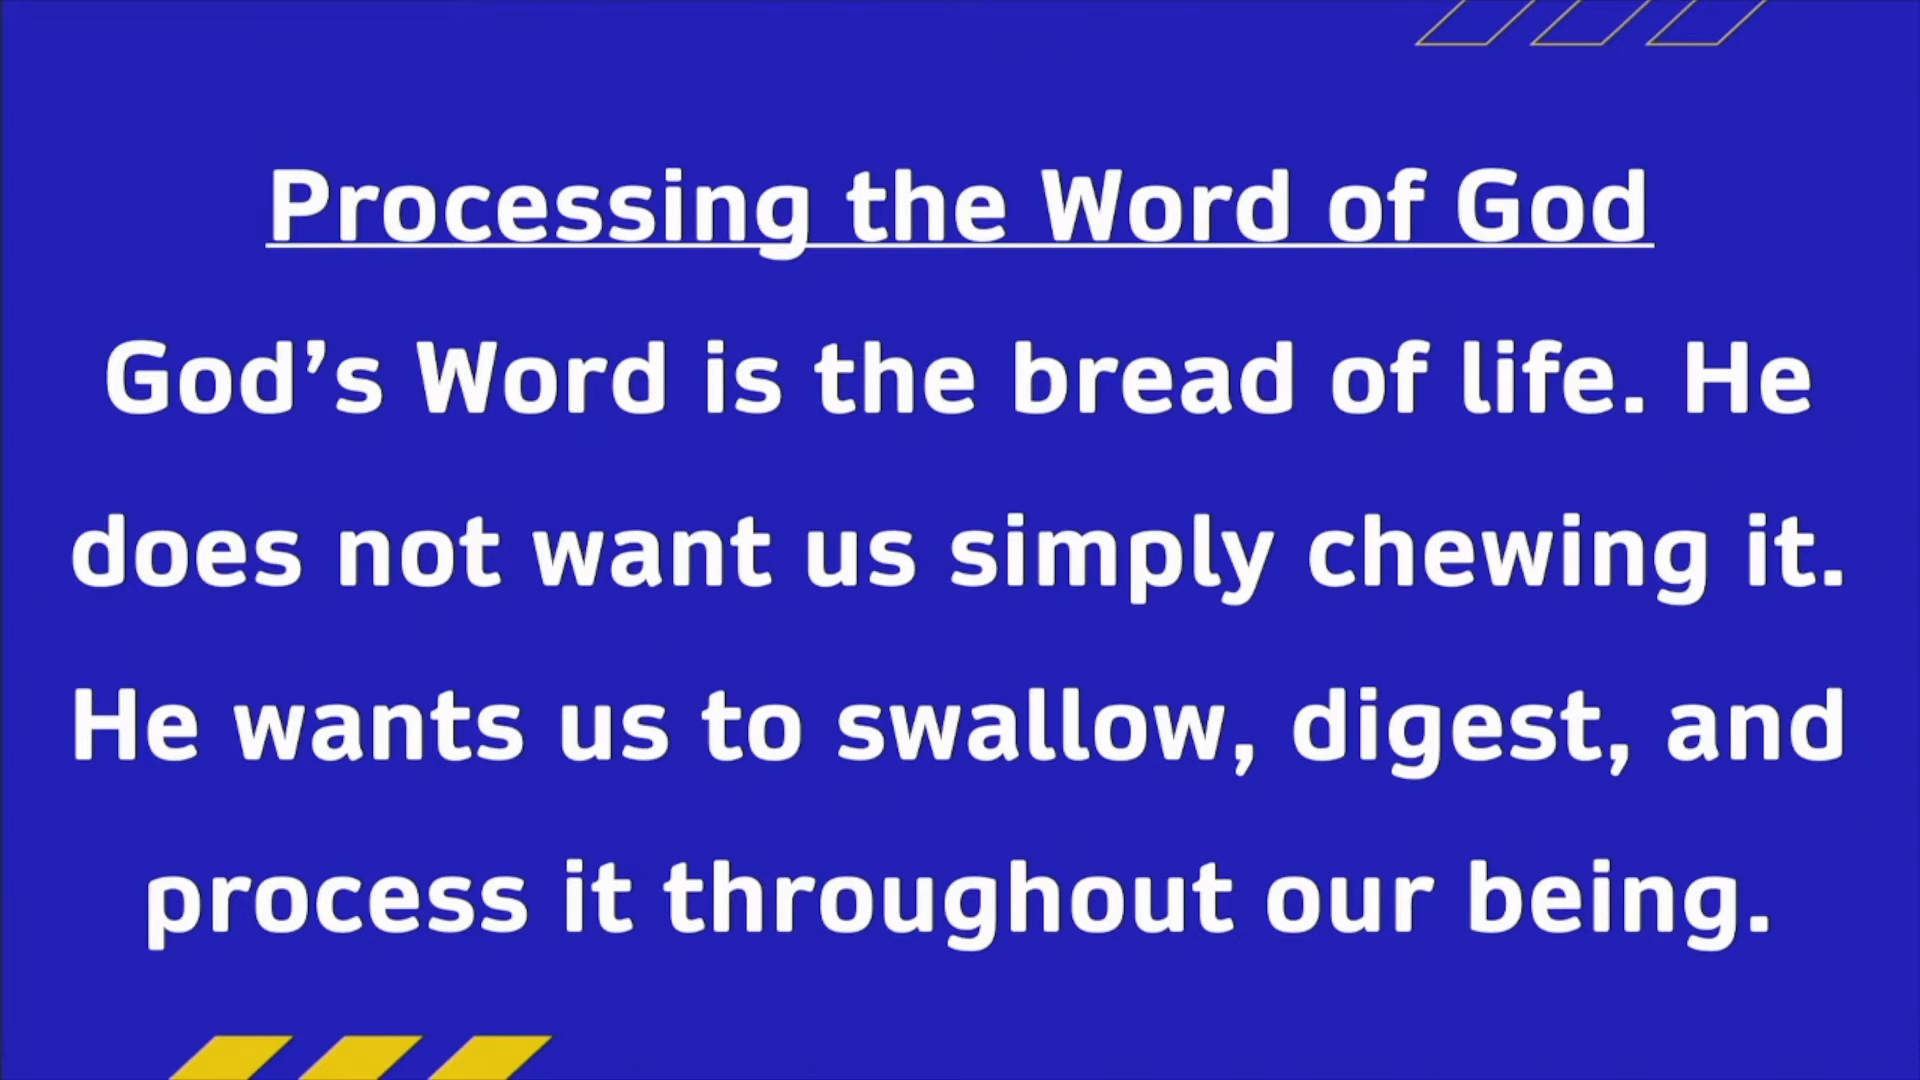 Processing the Word of God
God’s Word is the bread of life. He
does not want us simply chewing it.
He wants us to swallow, digest, and
process it throughout our being.